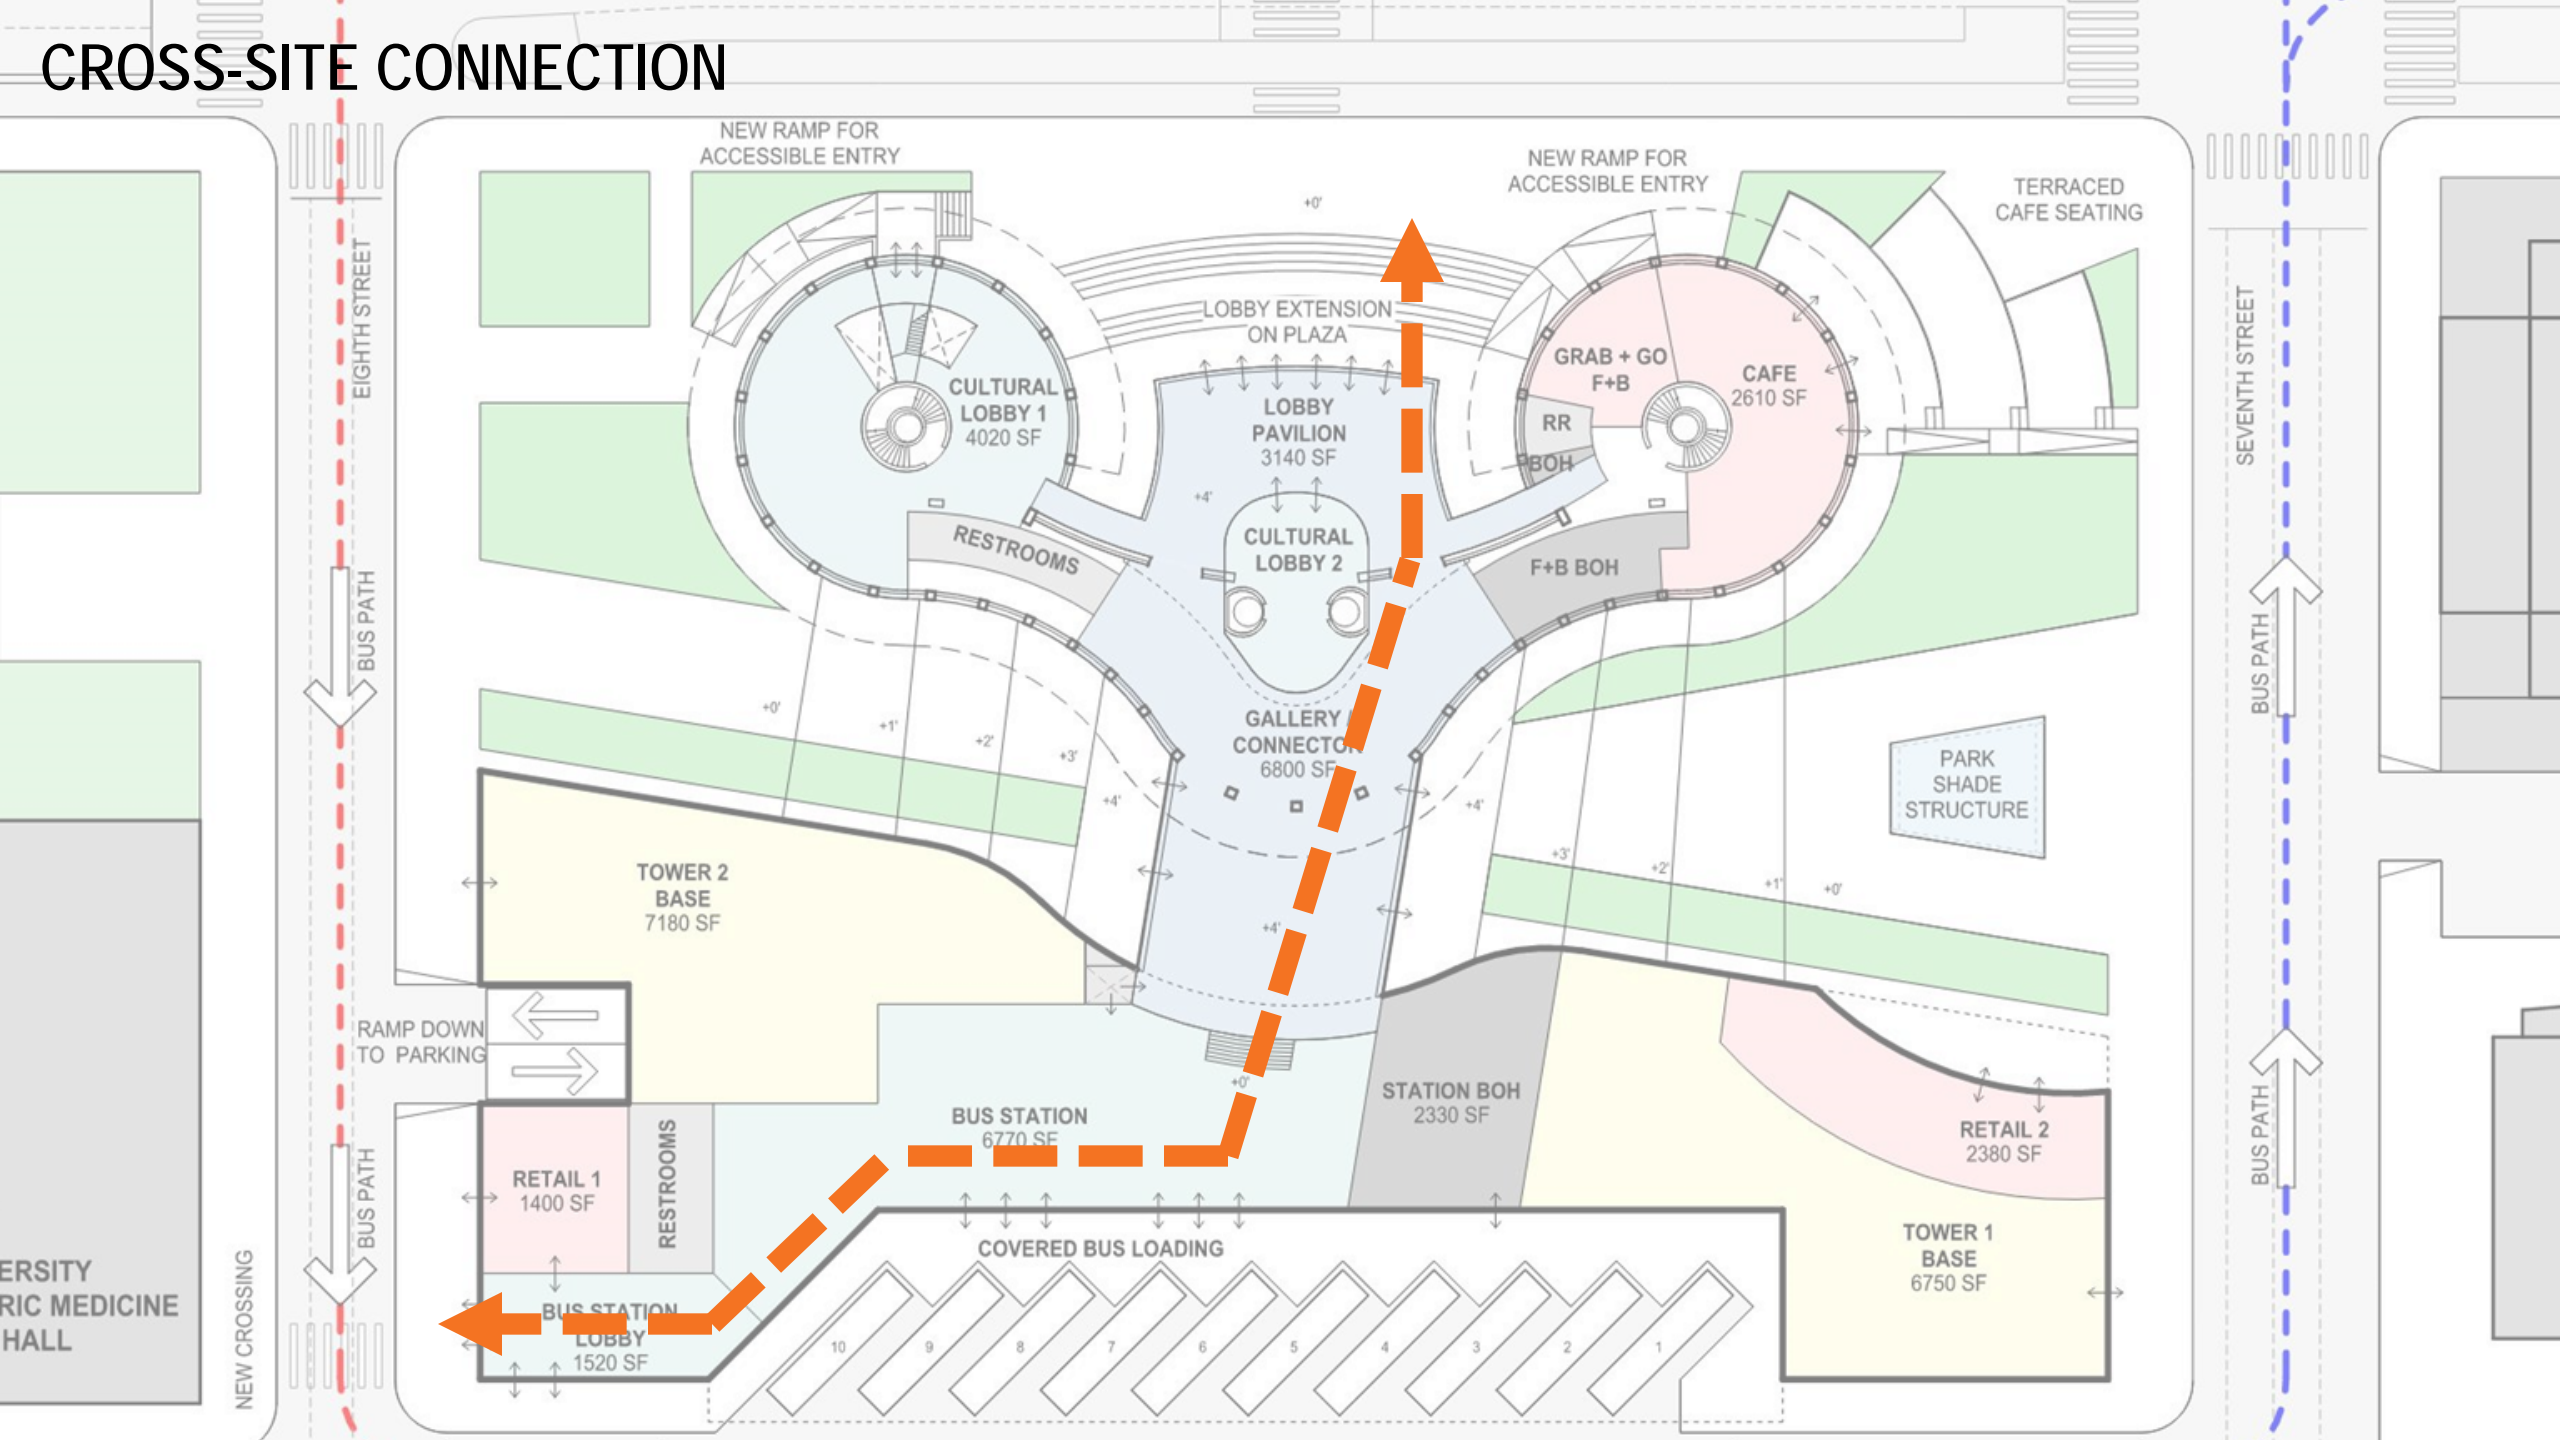 CROSS-SITE CONNECTION
NEW RAMP FOR
ACCESSIBLE ENTRY
NEW RAMP FOR
ACCESSIBLE ENTRY
TERRACED
CAFE SEATING
+0'
EIGHTH STREET
SEVENTH STREET
LOBBY EXTENSION
ON PLAZA
CULTURAL
LOBBY 1
4020 SF
LOBBY
PAVILION
3140 SF
GRAB + GO
F+B
CAFE
2610 SF
RR
BOH
+4'
RESTROOMS
CULTURAL
LOBBY 2
F+B BOH
BUS PATH
BUS PATH
GALLERY /
CONNECTOR
6800 SF
+0'
+1'
+2'
+3'
+4'
+4'
PARK
SHADE
STRUCTURE
TOWER 2
BASE
7180 SF
+3'
+2'
+1'
+0'
+4'
RAMP DOWN
TO PARKING
+0'
BUS STATION
6770 SF
STATION BOH
2330 SF
RETAIL 2
2380 SF
BUS PATH
BUS PATH
RETAIL 1
1400 SF
RESTROOMS
COVERED BUS LOADING
TOWER 1
BASE
6750 SF
ERSITY
RIC MEDICINE
HALL
NEW CROSSING
BUS STATION
LOBBY
1520 SF
10
9
8
7
6
5
4
3
2
1